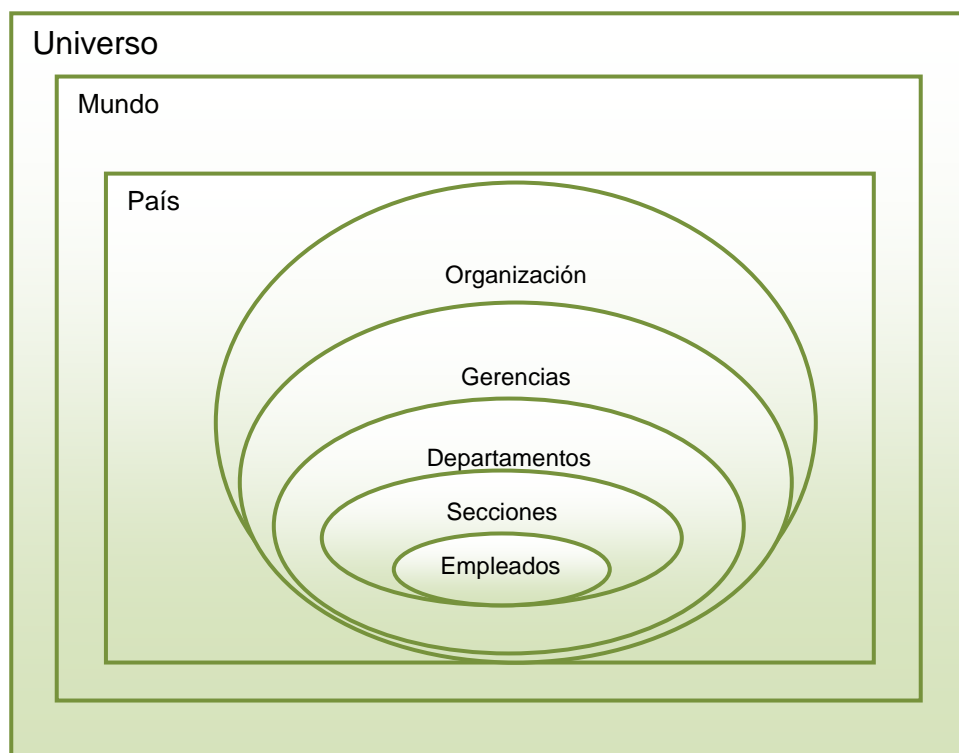 Universo
Mundo
País
Organización
Gerencias
Departamentos
Secciones
Empleados